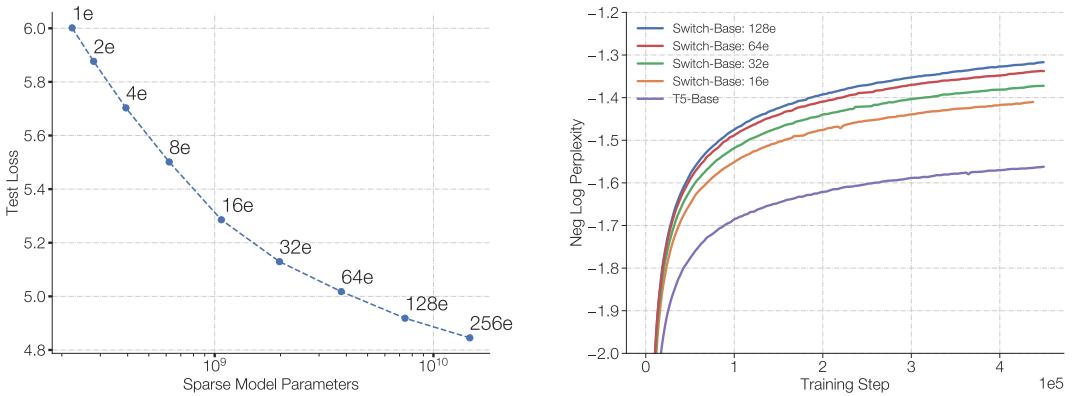 6.0
5.8
5.6
5.4
5.2
5.0
4.8
Test Loss
1e
2e
4e
8e
16e
32e
64e
128e
256e
10^9
10^10
Sparse Model Parameters
−1.2
−1.3
−1.4
−1.5
−1.6
−1.7
−1.8
−1.9
−2.0
Neg Log Perplexity
Switch-Base: 128e
Switch-Base: 64e
Switch-Base: 32e
Switch-Base: 16e
T5-Base
0 1 2 3 4
1e5
Training Step